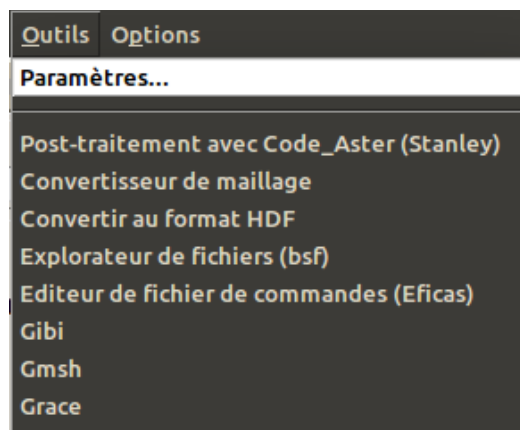 Outils Options
Paramètres...
Post-traitement avec Code_Aster (Stanley)
Convertisseur de maillage
Convertir au format HDF
Explorateur de fichiers (bsf)
Editeur de fichier de commandes (Eficas)
Gibi
Gmsh
Grace